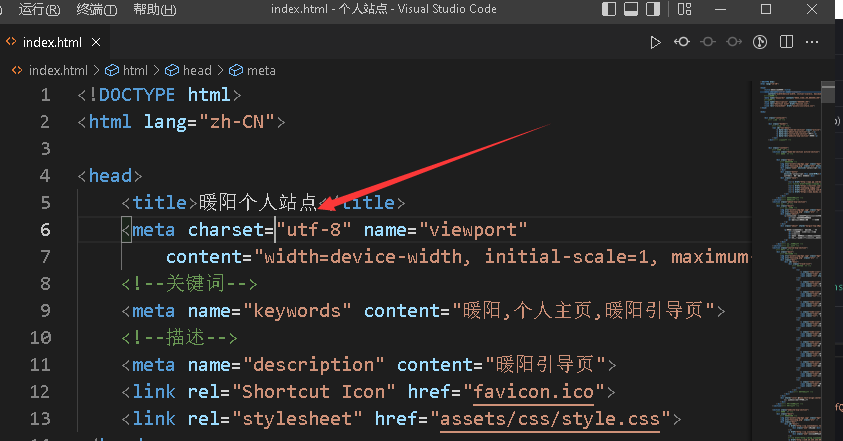 运行(R) 终端(T) 帮助(H) index.html - 个人站点 - Visual Studio Code
index.html
index.html > html > head > meta
1 <!DOCTYPE html>
2 <html lang="zh-CN">
3
4 <head>
5 <title>暖阳个人站点</title>
6 <meta charset="utf-8" name="viewport"
7 content="width=device-width, initial-scale=1, maximum-
8 <!--关键词-->
9 <meta name="keywords" content="暖阳,个人主页,暖阳引导页">
10 <!--描述-->
11 <meta name="description" content="暖阳引导页">
12 <link rel="Shortcut Icon" href="favicon.ico">
13 <link rel="stylesheet" href="assets/css/style.css">